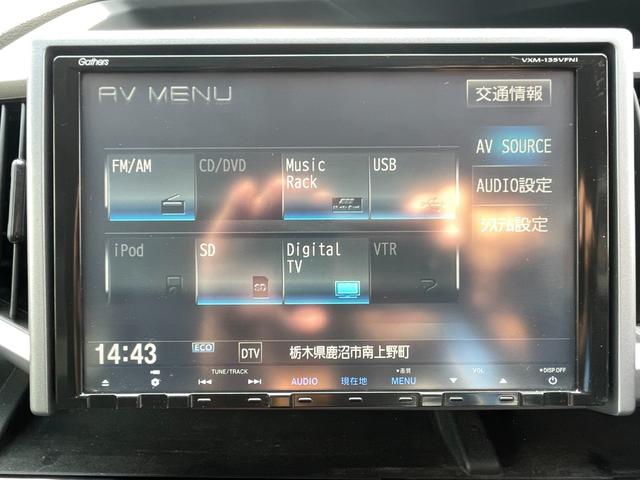 Gathers
VXM-135VFNi
AV MENU
交通情報
FM/AM
CD/DVD
Music Rack
USB
AV SOURCE
AUDIO設定
システム設定
iPod
SD
Digital TV
VTR
14:43
ECO
DTV
栃木県鹿沼市南上野町
TUNE/TRACK
AUDIO
現在地
画質
MENU
VOL
DISP OFF